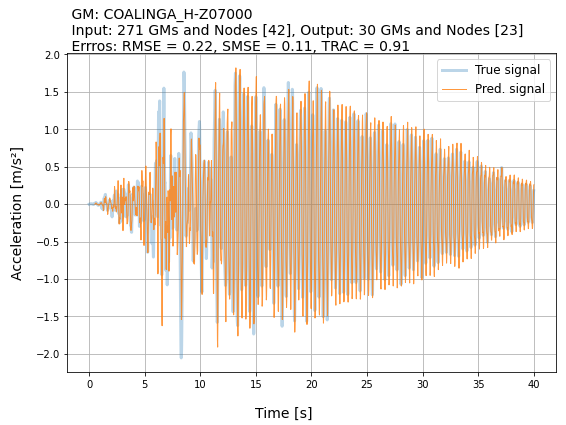 GM: COALINGA_H-Z07000
Input: 271 GMs and Nodes [42], Output: 30 GMs and Nodes [23]
Errros: RMSE = 0.22, SMSE = 0.11, TRAC = 0.91
True signal
Pred. signal
2.0
1.5
1.0
0.5
0.0
−0.5
−1.0
−1.5
−2.0
Acceleration [m/s²]
0 5 10 15 20 25 30 35 40
Time [s]